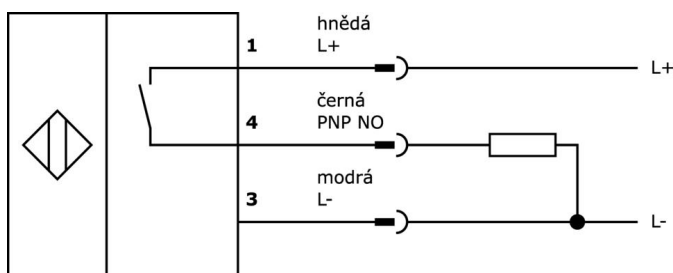 hnědá
1 L+
L+
černá
4 PNP NO
modrá
3 L-
L-